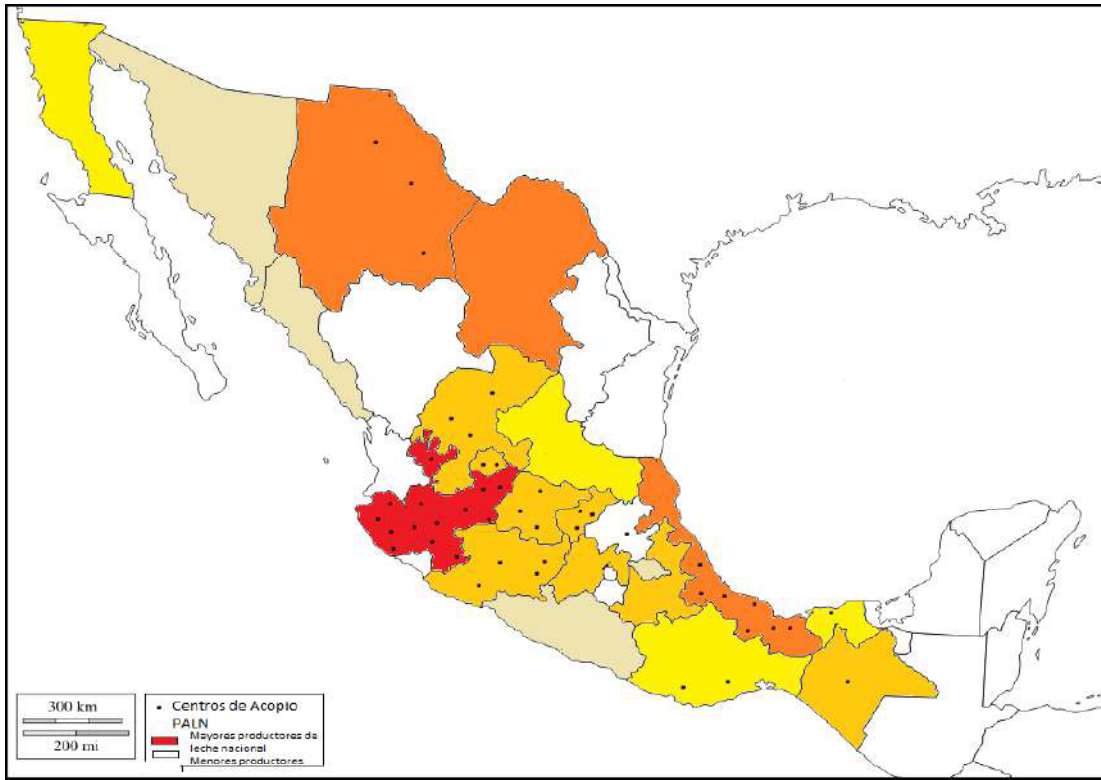 300 km
200 mi
Centros de Acopio
PALN
Mayores productores de
leche nacional
Menores productores